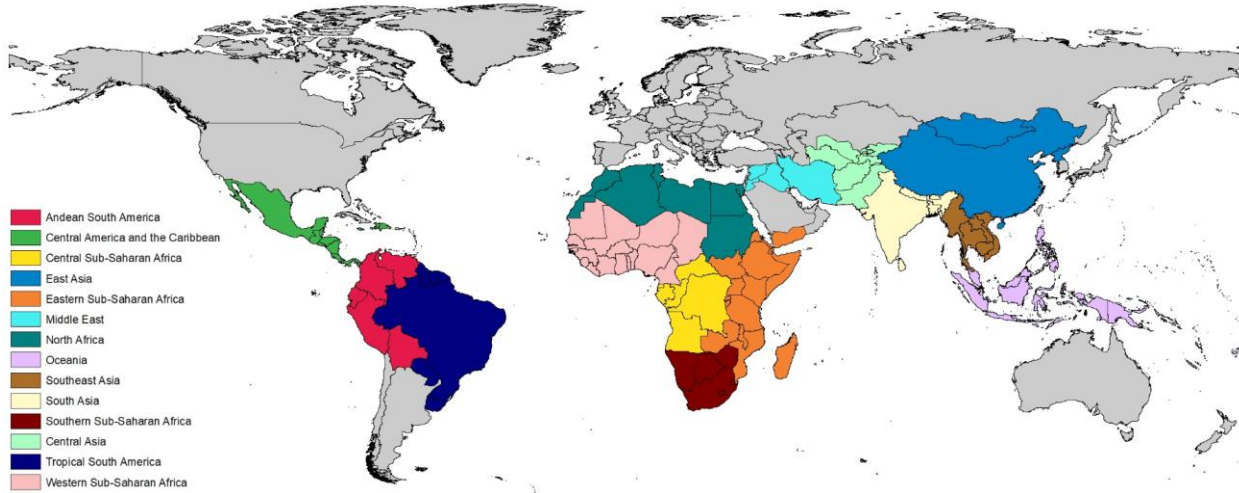 Andean South America
Central America and the Caribbean
Central Sub-Saharan Africa
East Asia
Eastern Sub-Saharan Africa
Middle East
North Africa
Oceania
Southeast Asia
South Asia
Southern Sub-Saharan Africa
Central Asia
Tropical South America
Western Sub-Saharan Africa